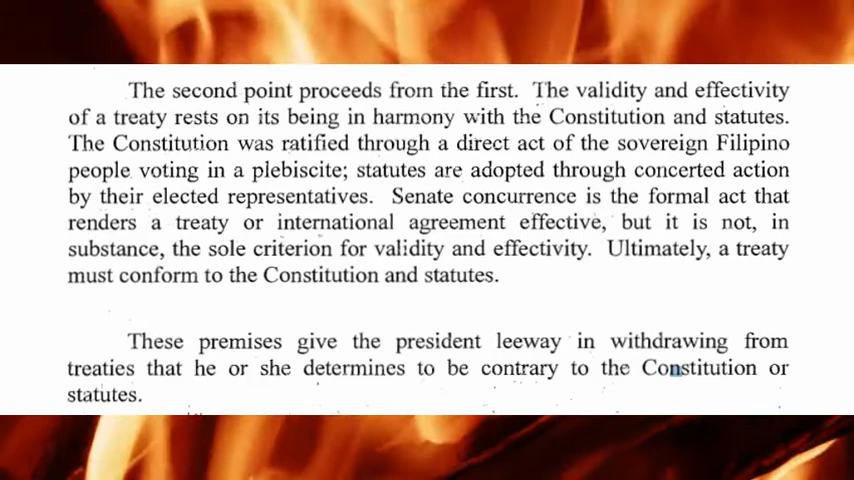 The second point proceeds from the first. The validity and effectivity
of a treaty rests on its being in harmony with the Constitution and statutes.
The Constitution was ratified through a direct act of the sovereign Filipino
people voting in a plebiscite; statutes are adopted through concerted action
by their elected representatives. Senate concurrence is the formal act that
renders a treaty or international agreement effective, but it is not, in
substance, the sole criterion for validity and effectivity. Ultimately, a treaty
must conform to the Constitution and statutes.
These premises give the president leeway in withdrawing from
treaties that he or she determines to be contrary to the Constitution or
statutes.